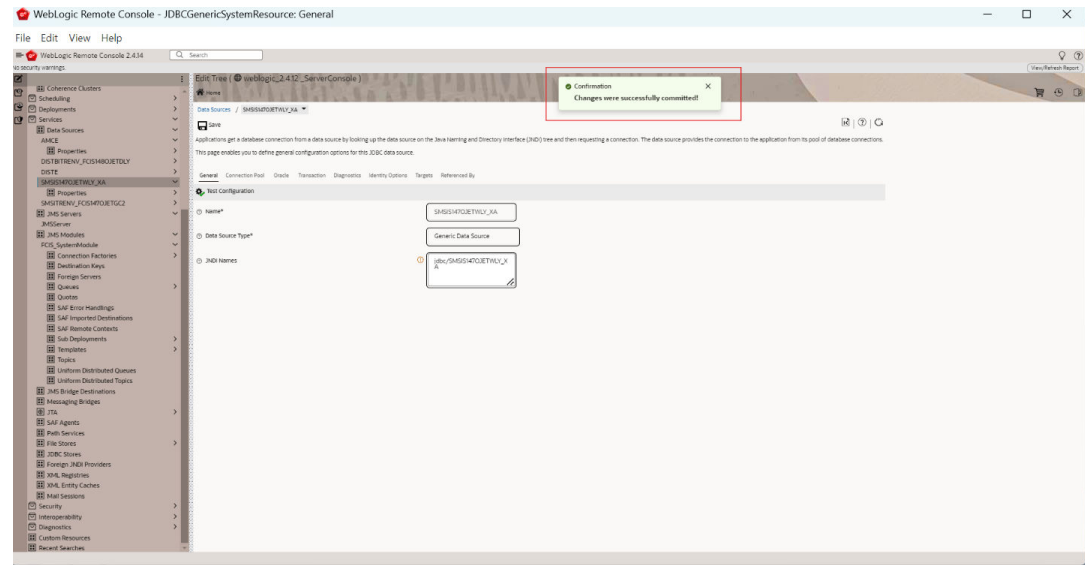 WebLogic Remote Console - JDBCGenericSystemResource: General
File Edit View Help
WebLogic Remote Console 2.4.14
Search
No security warnings.
View/Refresh Report
Edit Tree ( weblogic_2.4.12_ServerConsole )
Home
Confirmation
Changes were successfully committed!!
Data Sources / SMSIS147OJETWLY_XA
Save
Applications get a database connection from a data source by looking up the data source on the Java Naming and Directory Interface (JNDI) tree and then requesting a connection. The data source provides the connection to the application from its pool of database connections.
This page enables you to define general configuration options for this JDBC data source.
General Connection Pool Oracle Transaction Diagnostics Identity Options Targets Referenced By
Test Configuration
Name* SMSIS147OJETWLY_XA
Data Source Type* Generic Data Source
JNDI Names jdbc/SMSIS147OJETWLY_X
A
Coherence Clusters
Scheduling
Deployments
Services
Data Sources
AMCE
Properties
DISTBITRENV_FCIS1480JETDLY
DISTE
SMSIS147OJETWLY_XA
Properties
SMSITRENV_FCIS147OJETGC2
JMS Servers
JMSServer
JMS Modules
FCIS_SystemModule
Connection Factories
Destination Keys
Foreign Servers
Queues
Quotas
SAF Error Handlings
SAF Imported Destinations
SAF Remote Contexts
Sub Deployments
Templates
Topics
Uniform Distributed Queues
Uniform Distributed Topics
JMS Bridge Destinations
Messaging Bridges
JTA
SAF Agents
Path Services
File Stores
JDBC Stores
Foreign JNDI Providers
XML Registries
XML Entity Caches
Mail Sessions
Security
Interoperability
Diagnostics
Custom Resources
Recent Searches